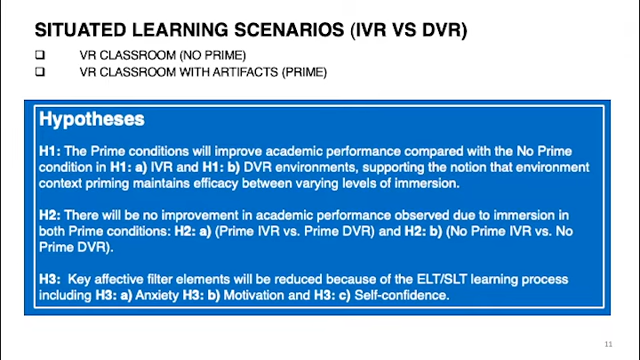 SITUATED LEARNING SCENARIOS (IVR VS DVR)
VR CLASSROOM (NO PRIME)
VR CLASSROOM WITH ARTIFACTS (PRIME)
Hypotheses
H1: The Prime conditions will improve academic performance compared with the No Prime
condition in H1: a) IVR and H1: b) DVR environments, supporting the notion that environment
context priming maintains efficacy between varying levels of immersion.
H2: There will be no improvement in academic performance observed due to immersion in
both Prime conditions: H2: a) (Prime IVR vs. Prime DVR) and H2: b) (No Prime IVR vs. No
Prime DVR).
H3: Key affective filter elements will be reduced because of the ELT/SLT learning process
including H3: a) Anxiety H3: b) Motivation and H3: c) Self-confidence.
11